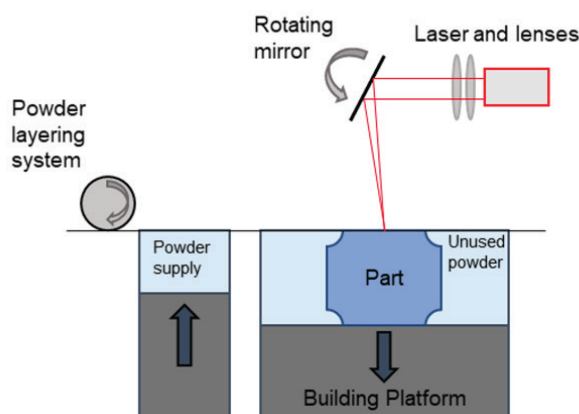 Rotating
mirror
Laser and lenses
Powder
layering
system
Powder
supply
Part
Unused
powder
Building Platform